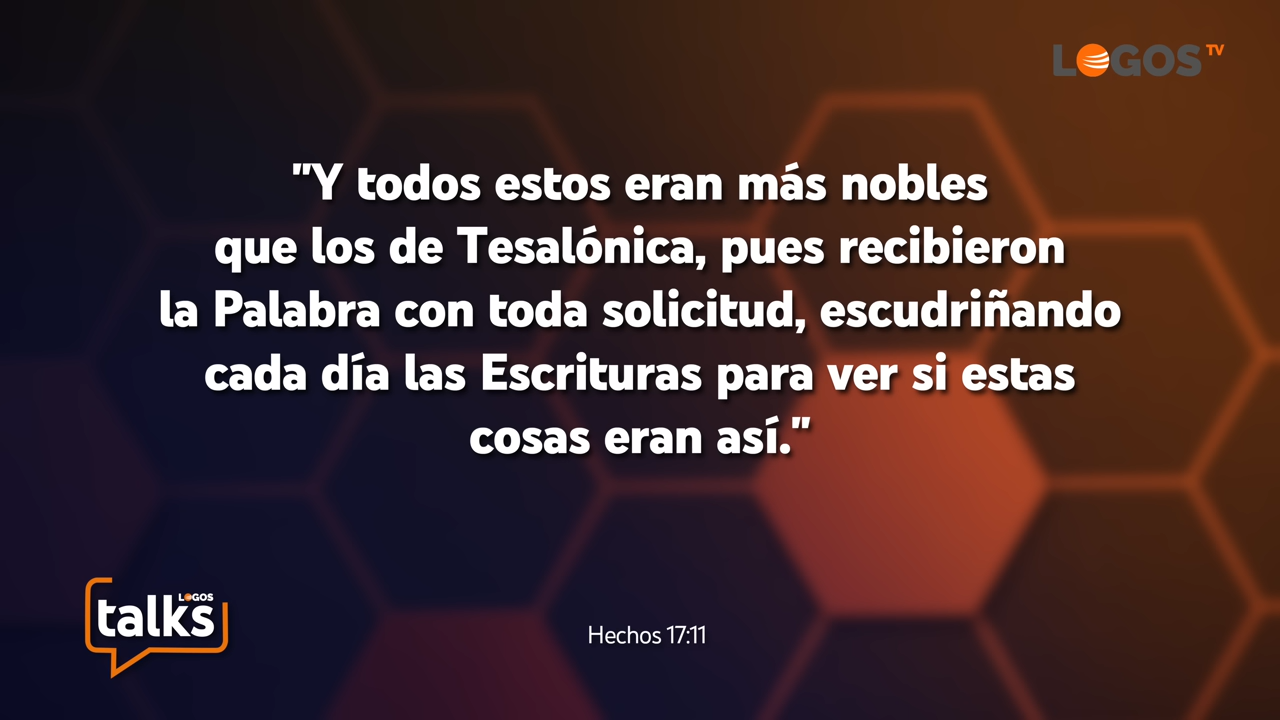 LOGOS TV
"Y todos estos eran más nobles
que los de Tesalónica, pues recibieron
la Palabra con toda solicitud, escudriñando
cada día las Escrituras para ver si estas
cosas eran así."
LOGOS
talks
Hechos 17:11